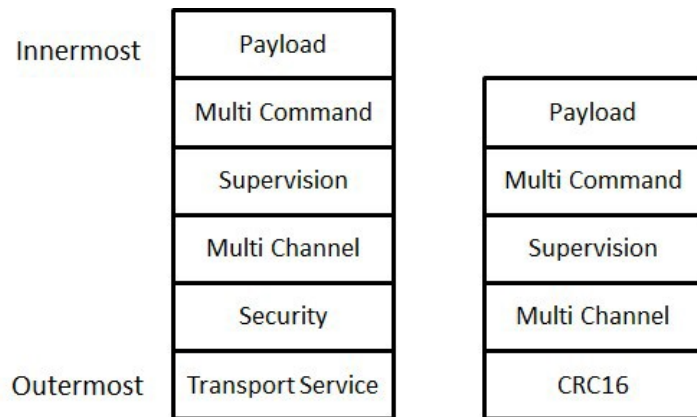 Innermost
Payload
Multi Command
Supervision
Multi Channel
Security
Outermost
Transport Service
Payload
Multi Command
Supervision
Multi Channel
CRC16